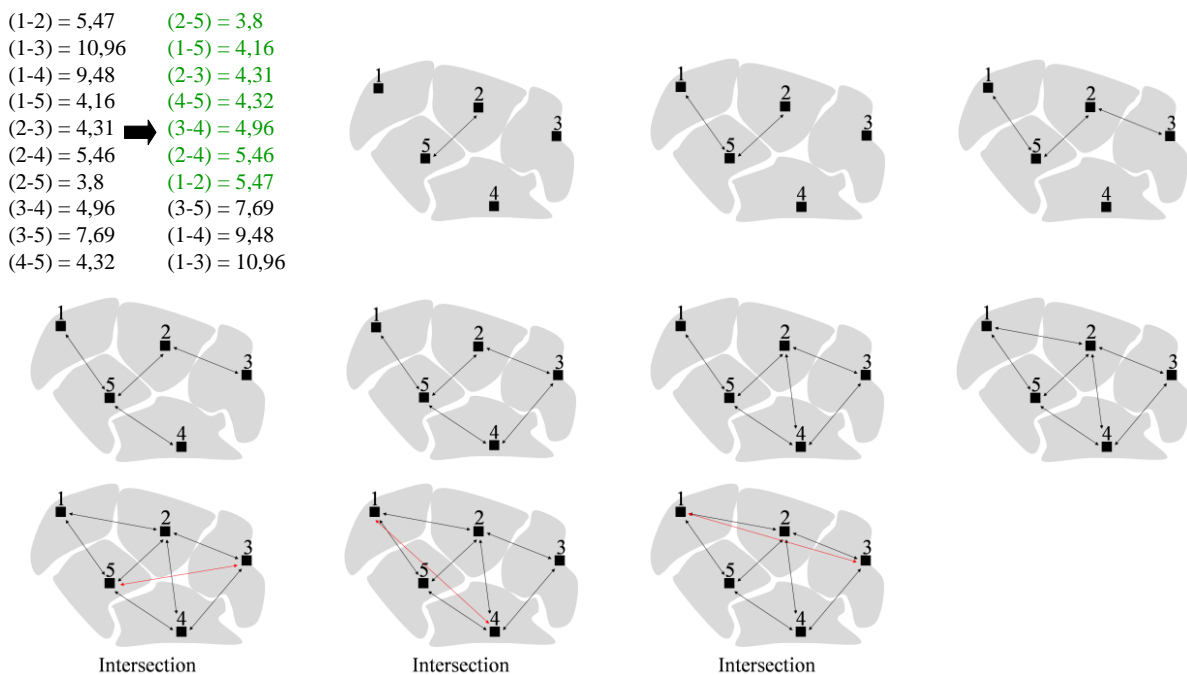 (1-2) = 5,47
(1-3) = 10,96
(1-4) = 9,48
(1-5) = 4,16
(2-3) = 4,31
(2-4) = 5,46
(2-5) = 3,8
(3-4) = 4,96
(3-5) = 7,69
(4-5) = 4,32
(2-5) = 3,8
(1-5) = 4,16
(2-3) = 4,31
(4-5) = 4,32
(3-4) = 4,96
(2-4) = 5,46
(1-2) = 5,47
(3-5) = 7,69
(1-4) = 9,48
(1-3) = 10,96
1
2
3
5
4
1
2
3
5
4
1
2
3
5
4
1
2
3
5
4
1
2
3
5
4
1
2
3
5
4
1
2
3
5
4
1
2
3
5
4
Intersection
1
2
3
5
4
Intersection
1
2
3
5
4
Intersection